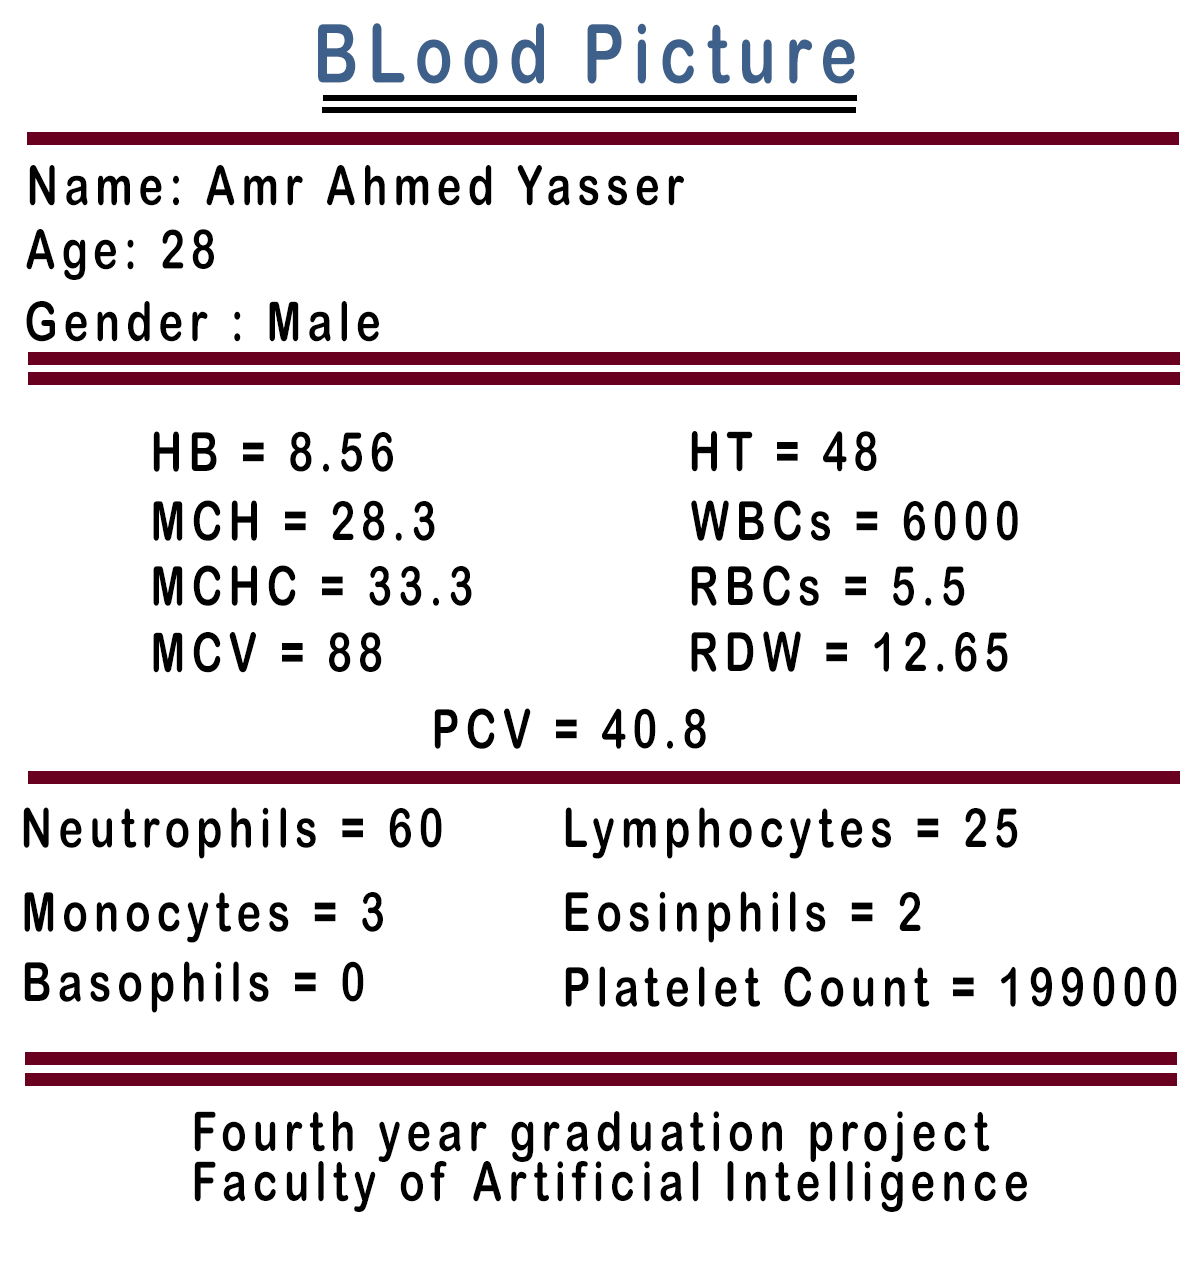 BLood Picture
Name: Amr Ahmed Yasser
Age: 28
Gender : Male
HB = 8.56 HT = 48
MCH = 28.3 WBCs = 6000
MCHC = 33.3 RBCs = 5.5
MCV = 88 RDW = 12.65
PCV = 40.8
Neutrophils = 60 Lymphocytes = 25
Monocytes = 3 Eosinphils = 2
Basophils = 0 Platelet Count = 199000
Fourth year graduation project
Faculty of Artificial Intelligence